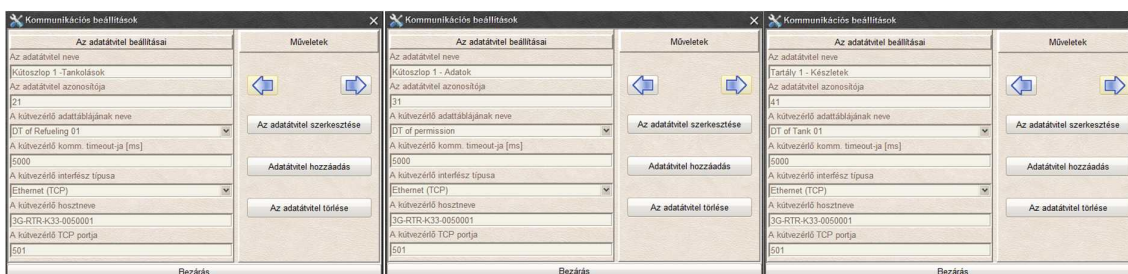 Kommunikációs beállítások
Az adatátvitel beállításai
Műveletek
Az adatátvitel neve
Kútoszlop 1 -Tankolások
Az adatátvitel azonosítója
21
A kútvezérlő adattáblájának neve
DT of Refueling 01
Az adatátvitel szerkesztése
A kútvezérlő komm. timeout-ja [ms]
5000
Adatátvitel hozzáadás
A kútvezérlő interfész típusa
Ethernet (TCP)
A kútvezérlő hosztneve
Az adatátvitel törlése
3G-RTR-K33-0050001
A kútvezérlő TCP portja
501
Bezárás
Kommunikációs beállítások
Az adatátvitel beállításai
Műveletek
Az adatátvitel neve
Kútoszlop 1 - Adatok
Az adatátvitel azonosítója
31
A kútvezérlő adattáblájának neve
DT of permission
Az adatátvitel szerkesztése
A kútvezérlő komm. timeout-ja [ms]
5000
Adatátvitel hozzáadás
A kútvezérlő interfész típusa
Ethernet (TCP)
A kútvezérlő hosztneve
Az adatátvitel törlése
3G-RTR-K33-0050001
A kútvezérlő TCP portja
501
Bezárás
Kommunikációs beállítások
Az adatátvitel beállításai
Műveletek
Az adatátvitel neve
Tartály 1 - Készletek
Az adatátvitel azonosítója
41
A kútvezérlő adattáblájának neve
DT of Tank 01
Az adatátvitel szerkesztése
A kútvezérlő komm. timeout-ja [ms]
5000
Adatátvitel hozzáadás
A kútvezérlő interfész típusa
Ethernet (TCP)
A kútvezérlő hosztneve
Az adatátvitel törlése
3G-RTR-K33-0050001
A kútvezérlő TCP portja
501
Bezárás